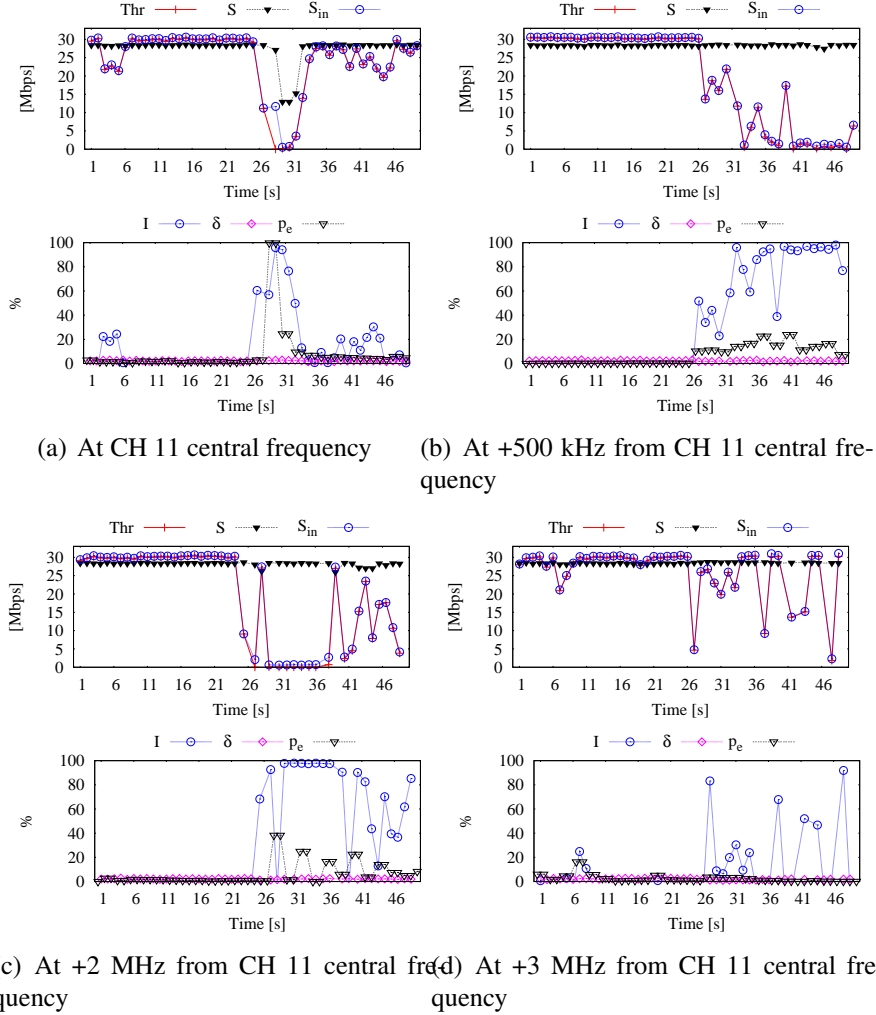 Thr S S_in
Thr S S_in
[Mbps]
30
25
20
15
10
5
0
1 6 11 16 21 26 31 36 41 46
Time [s]
[Mbps]
30
25
20
15
10
5
0
1 6 11 16 21 26 31 36 41 46
Time [s]
I δ p_e
I δ p_e
%
100
80
60
40
20
0
1 6 11 16 21 26 31 36 41 46
Time [s]
%
100
80
60
40
20
0
1 6 11 16 21 26 31 36 41 46
Time [s]
(a) At CH 11 central frequency
(b) At +500 kHz from CH 11 central fre-
quency
Thr S S_in
Thr S S_in
[Mbps]
30
25
20
15
10
5
0
1 6 11 16 21 26 31 36 41 46
Time [s]
[Mbps]
30
25
20
15
10
5
0
1 6 11 16 21 26 31 36 41 46
Time [s]
I δ p_e
I δ p_e
%
100
80
60
40
20
0
1 6 11 16 21 26 31 36 41 46
Time [s]
%
100
80
60
40
20
0
1 6 11 16 21 26 31 36 41 46
Time [s]
c) At +2 MHz from CH 11 central fre-
quency
(d) At +3 MHz from CH 11 central fre
quency